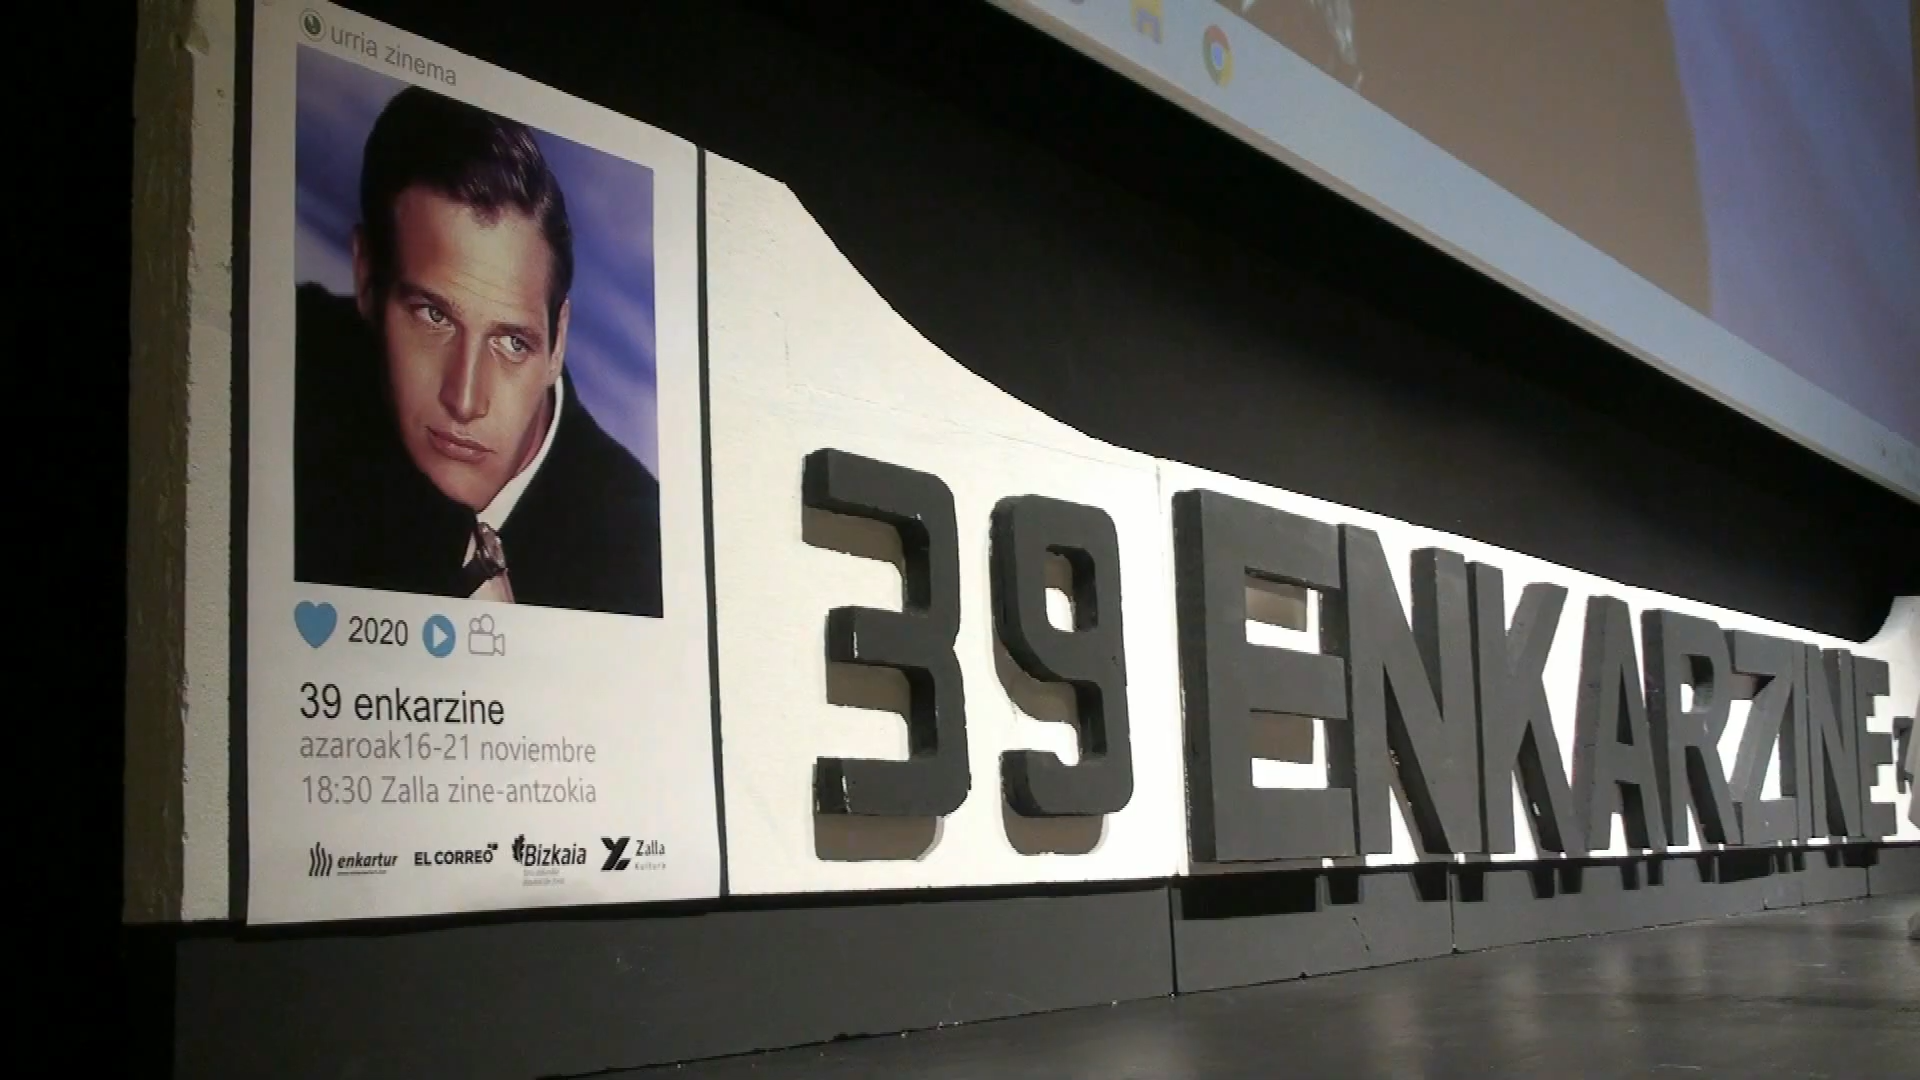 urria zinema
2020
39 enkarzine
azaroak16-21 noviembre
18:30 Zalla zine-antzokia
enkartur
EL CORREO
Bizkaia
Zalla
Kultura
39 ENKARZINE